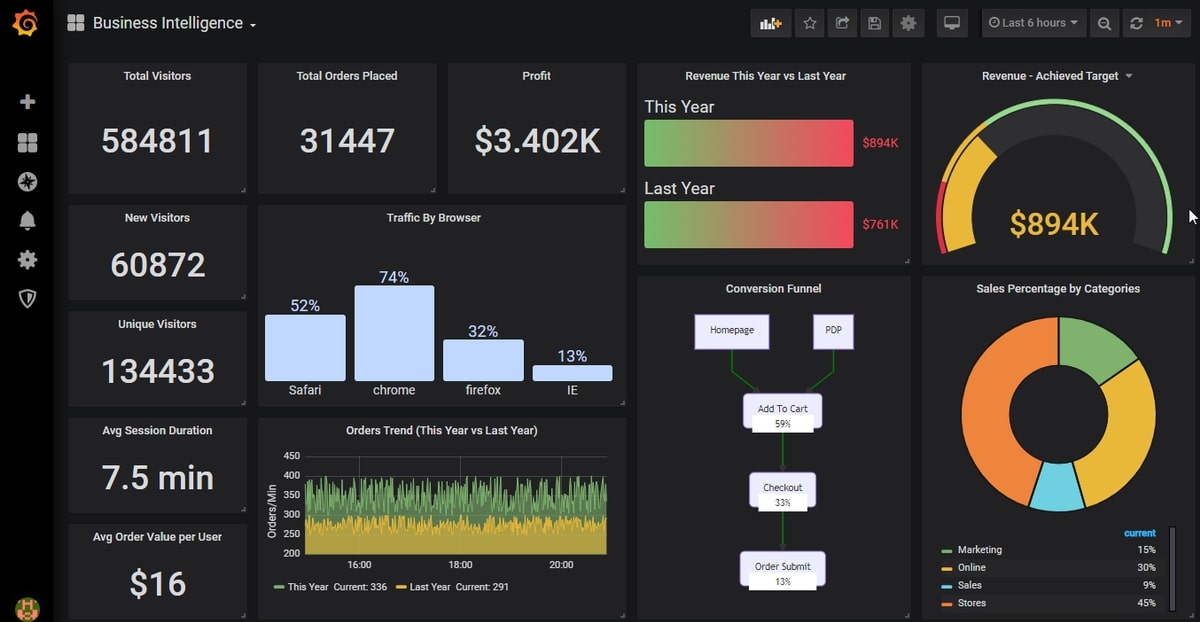 Business Intelligence
Last 6 hours
1m
Total Visitors
584811
Total Orders Placed
31447
Profit
$3.402K
Revenue This Year vs Last Year
This Year
$894K
Last Year
$761K
Revenue - Achieved Target
$894K
New Visitors
60872
Unique Visitors
134433
Avg Session Duration
7.5 min
Avg Order Value per User
$16
Traffic By Browser
52%
74%
32%
13%
Safari
chrome
firefox
IE
Orders Trend (This Year vs Last Year)
Orders/Min
450
400
350
300
250
200
16:00
18:00
20:00
This Year Current: 336
Last Year Current: 291
Conversion Funnel
Homepage
PDP
Add To Cart
59%
Checkout
33%
Order Submit
13%
Sales Percentage by Categories
current
Marketing 15%
Online 30%
Sales 9%
Stores 45%